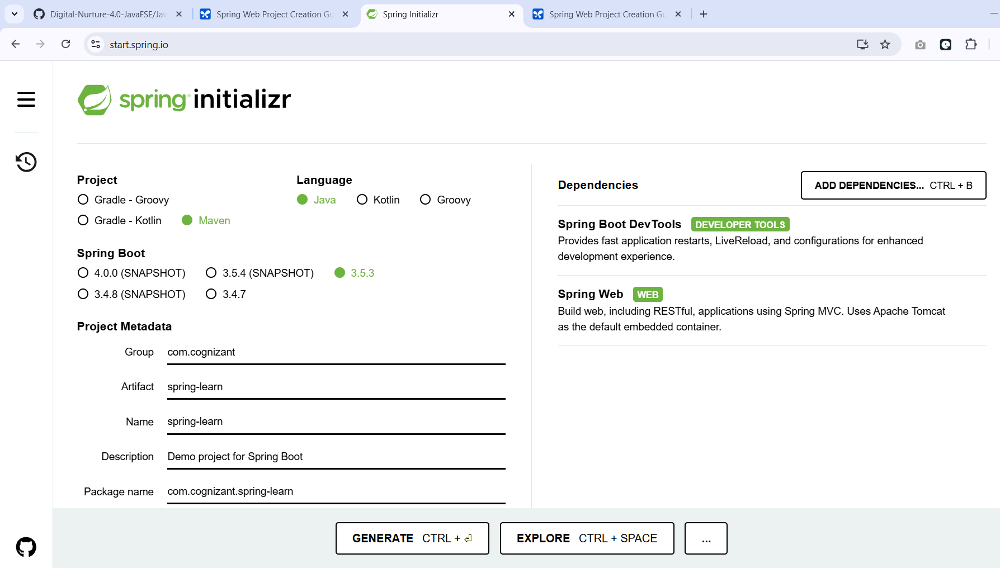 Digital-Nurture-4.0-JavaFSE/Jav
Spring Web Project Creation Gu
Spring Initializr
Spring Web Project Creation Gu
start.spring.io
spring® initializr
Project
Gradle - Groovy
Gradle - Kotlin
Maven
Language
Java
Kotlin
Groovy
Spring Boot
4.0.0 (SNAPSHOT)
3.5.4 (SNAPSHOT)
3.5.3
3.4.8 (SNAPSHOT)
3.4.7
Project Metadata
Group com.cognizant
Artifact spring-learn
Name spring-learn
Description Demo project for Spring Boot
Package name com.cognizant.spring-learn
Dependencies
ADD DEPENDENCIES... CTRL + B
Spring Boot DevTools DEVELOPER TOOLS
Provides fast application restarts, LiveReload, and configurations for enhanced
development experience.
Spring Web WEB
Build web, including RESTful, applications using Spring MVC. Uses Apache Tomcat
as the default embedded container.
GENERATE CTRL + ⏎
EXPLORE CTRL + SPACE
...